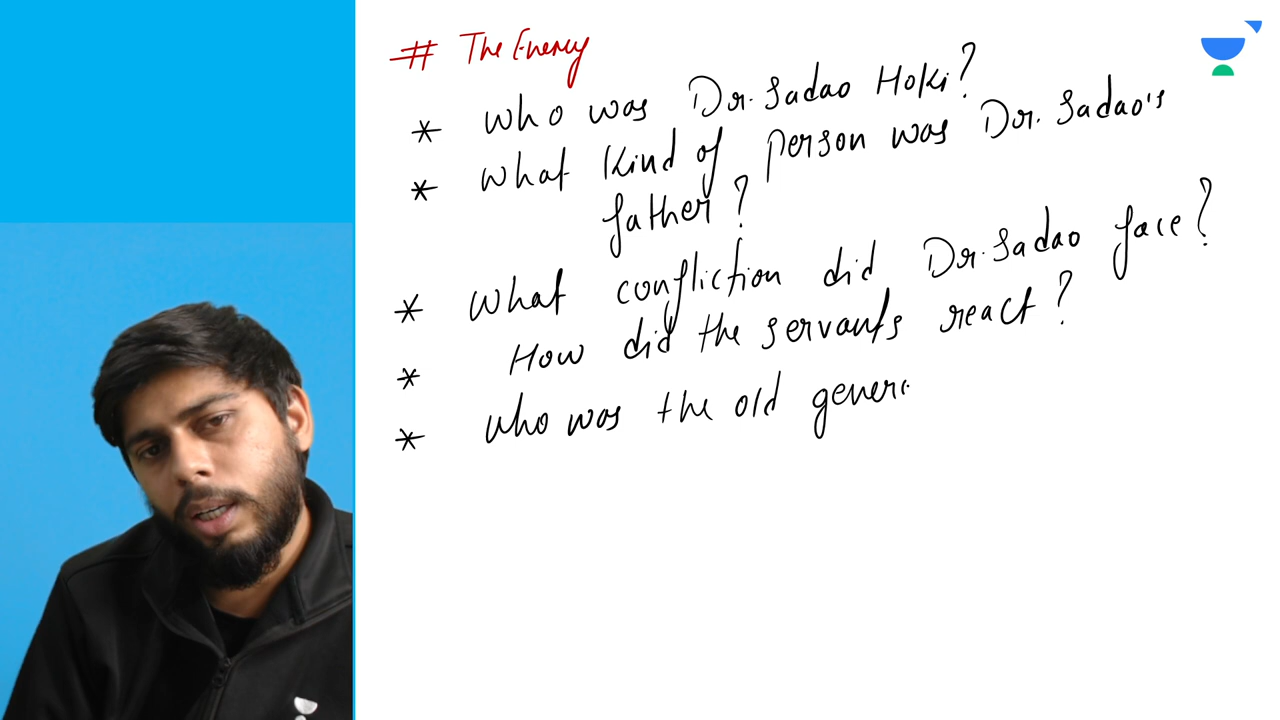 # The Enemy
* Who was Dr. Sadao Hoki?
* What kind of person was Dr. Sadao's
father?
* What confliction did Dr. Sadao face?
* How did the servants react?
* Who was the old gener